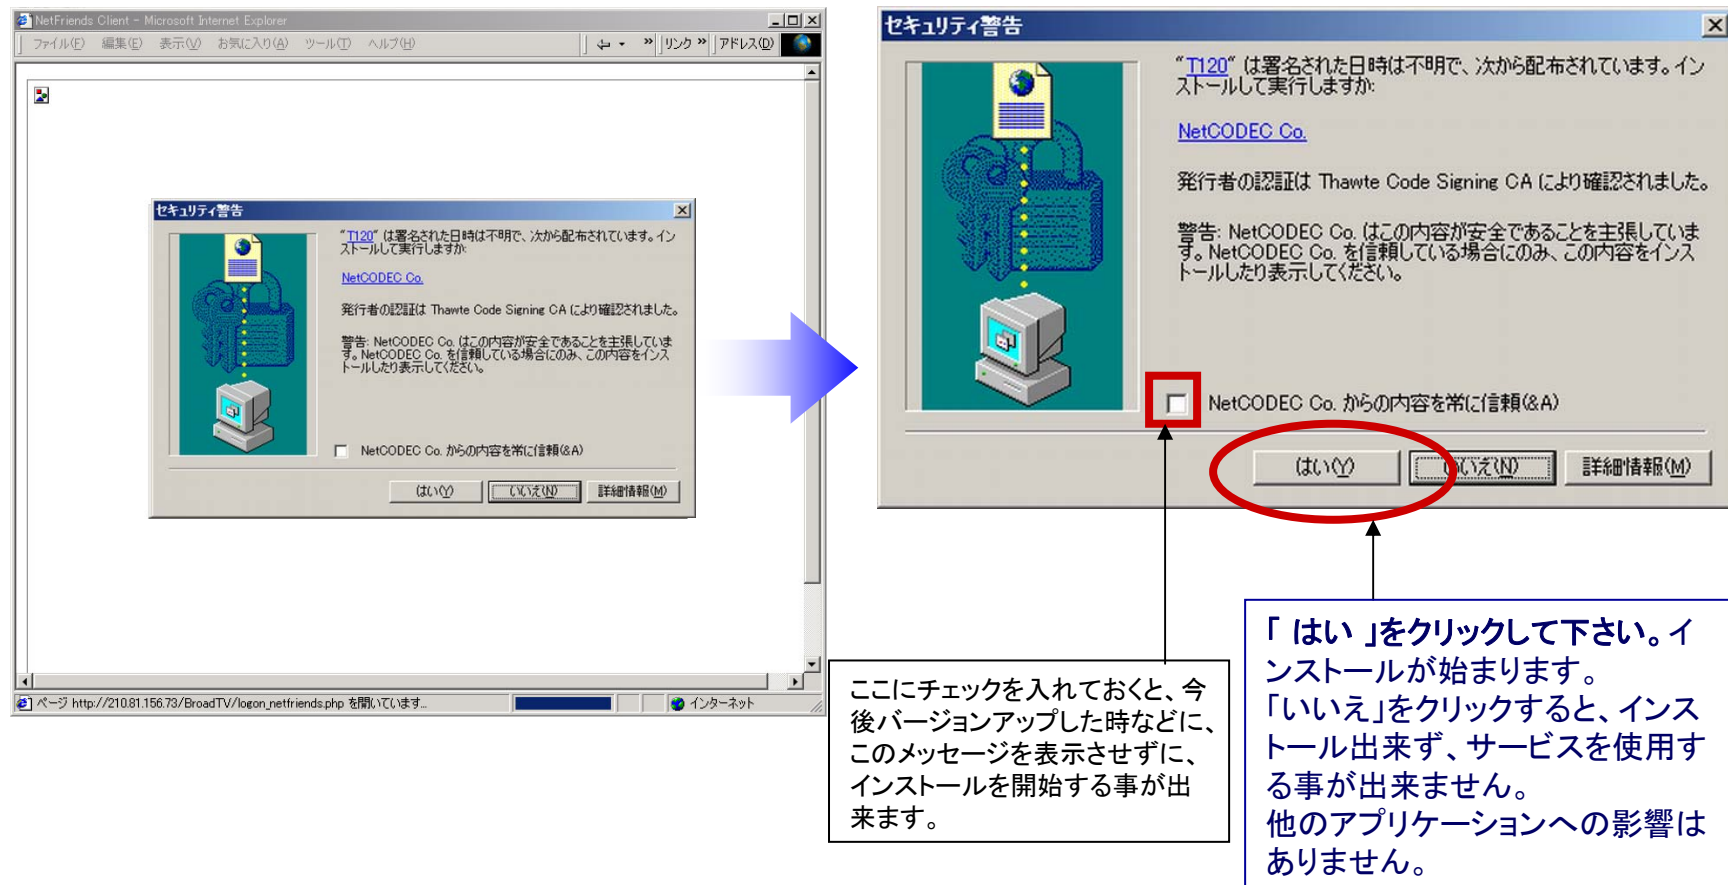 NetFriends Client - Microsoft Internet Explorer
ファイル(F) 編集(E) 表示(V) お気に入り(A) ツール(T) ヘルプ(H) » リンク » アドレス(D)
セキュリティ警告
“T120” は署名された日時は不明で、次から配布されています。イン
ストールして実行しますか:
NetCODEC Co.
発行者の認証は Thawte Code Signing CA により確認されました。
警告: NetCODEC Co. はこの内容が安全であることを主張していま
す。NetCODEC Co. を信頼している場合にのみ、この内容をインス
トールしたり表示してください。
NetCODEC Co. からの内容を常に信頼(&A)
はい(Y) いいえ(N) 詳細情報(M)
ページ http://210.81.156.73/BroadTV/logon_netfriends.php を開いています... インターネット
セキュリティ警告
“T120” は署名された日時は不明で、次から配布されています。イン
ストールして実行しますか:
NetCODEC Co.
発行者の認証は Thawte Code Signing CA により確認されました。
警告: NetCODEC Co. はこの内容が安全であることを主張していま
す。NetCODEC Co. を信頼している場合にのみ、この内容をインス
トールしたり表示してください。
NetCODEC Co. からの内容を常に信頼(&A)
はい(Y) いいえ(N) 詳細情報(M)
ここにチェックを入れておくと、今
後バージョンアップした時などに、
このメッセージを表示させずに、
インストールを開始する事が出
来ます。
「 はい 」をクリックして下さい。イ
ンストールが始まります。
「いいえ」をクリックすると、インス
トール出来ず、サービスを使用す
る事が出来ません。
他のアプリケーションへの影響は
ありません。